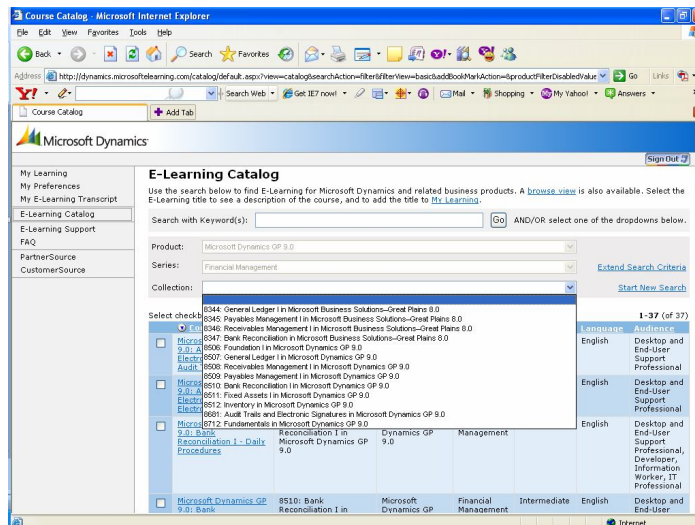 Course Catalog - Microsoft Internet Explorer
File Edit View Favorites Tools Help
Back Search Favorites
Address http://dynamics.microsoftelearning.com/catalog/default.aspx?view=catalog&searchAction=filter&filterView=basic&addBookMarkAction=&productFilterDisabledValue Go Links
Y! Search Web Get IE7 now! Mail Shopping My Yahoo! Answers
Course Catalog Add Tab
Microsoft Dynamics
Sign Out
My Learning
My Preferences
My E-Learning Transcript
E-Learning Catalog
E-Learning Support
FAQ
PartnerSource
CustomerSource
E-Learning Catalog
Use the search below to find E-Learning for Microsoft Dynamics and related business products. A browse view is also available. Select the
E-Learning title to see a description of the course, and to add the title to My Learning.
Search with Keyword(s): Go AND/OR select one of the dropdowns below.
Product: Microsoft Dynamics GP 9.0
Series: Financial Management Extend Search Criteria
Collection: Start New Search
Select checkb 1-37 (of 37)
8344: General Ledger I in Microsoft Business Solutions–Great Plains 8.0
8345: Payables Management I in Microsoft Business Solutions–Great Plains 8.0
8346: Receivables Management I in Microsoft Business Solutions–Great Plains 8.0
8347: Bank Reconciliation in Microsoft Business Solutions–Great Plains 8.0
8506: Foundation I in Microsoft Dynamics GP 9.0
8507: General Ledger I in Microsoft Dynamics GP 9.0
8508: Receivables Management I in Microsoft Dynamics GP 9.0
8509: Payables Management I in Microsoft Dynamics GP 9.0
8510: Bank Reconciliation I in Microsoft Dynamics GP 9.0
8511: Fixed Assets I in Microsoft Dynamics GP 9.0
8512: Inventory in Microsoft Dynamics GP 9.0
8681: Audit Trails and Electronic Signatures in Microsoft Dynamics GP 9.0
8712: Fundamentals in Microsoft Dynamics GP 9.0
Language Audience
Micros English Desktop and
9.0: A End-User
Electr Support
Audit Professional
Micros English Desktop and
9.0: A End-User
Electr Support
Electr Professional
Micros English Desktop and
9.0: Bank Reconciliation I in Dynamics GP Management End-User
Reconciliation I - Daily Microsoft Dynamics GP 9.0 Support
Procedures 9.0 Professional,
Developer,
Information
Worker, IT
Professional
Microsoft Dynamics GP 8510: Bank Microsoft Financial Intermediate English Desktop and
9.0: Bank Reconciliation I in Dynamics GP Management End-User
Internet